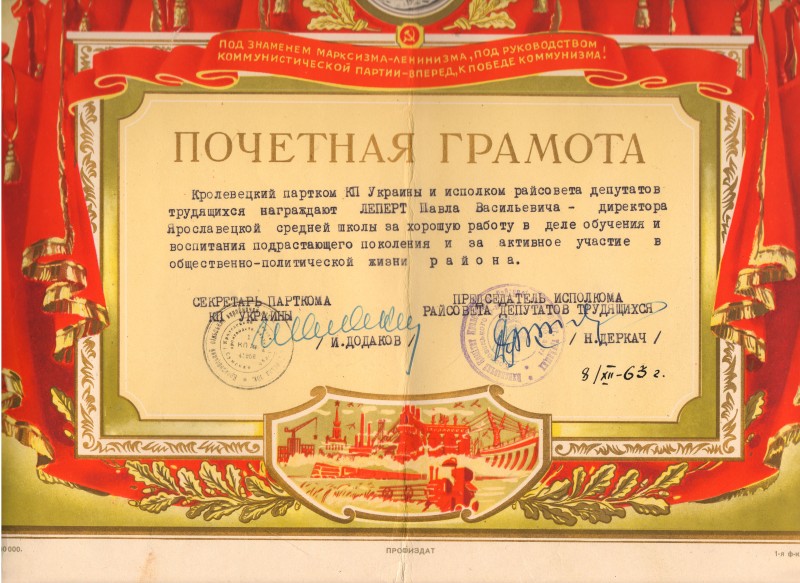 ПОД ЗНАМЕНЕМ МАРКСИЗМА-ЛЕНИНИЗМА, ПОД РУКОВОДСТВОМ
КОММУНИСТИЧЕСКОЙ ПАРТИИ-ВПЕРЕД, К ПОБЕДЕ КОММУНИЗМА!
ПОЧЕТНАЯ ГРАМОТА
Кролевецкий партком КП Украины и исполком райсовета депутатов
трудящихся награждают ЛЕПЕРТ Павла Васильевича - директора
Ярославецкой средней школы за хорошую работу в деле обучения и
воспитания подрастающего поколения и за активное участие в
общественно-политической жизни района.
СЕКРЕТАРЬ ПАРТКОМА
КП УКРАИНЫ
/ И.ДОДАКОВ /
ПРЕДСЕДАТЕЛЬ ИСПОЛКОМА
РАЙСОВЕТА ДЕПУТАТОВ ТРУДЯЩИХСЯ
/ Н.ДЕРКАЧ /
8/XII-63 г.
0 000.
ПРОФИЗДАТ
1-я ф-к